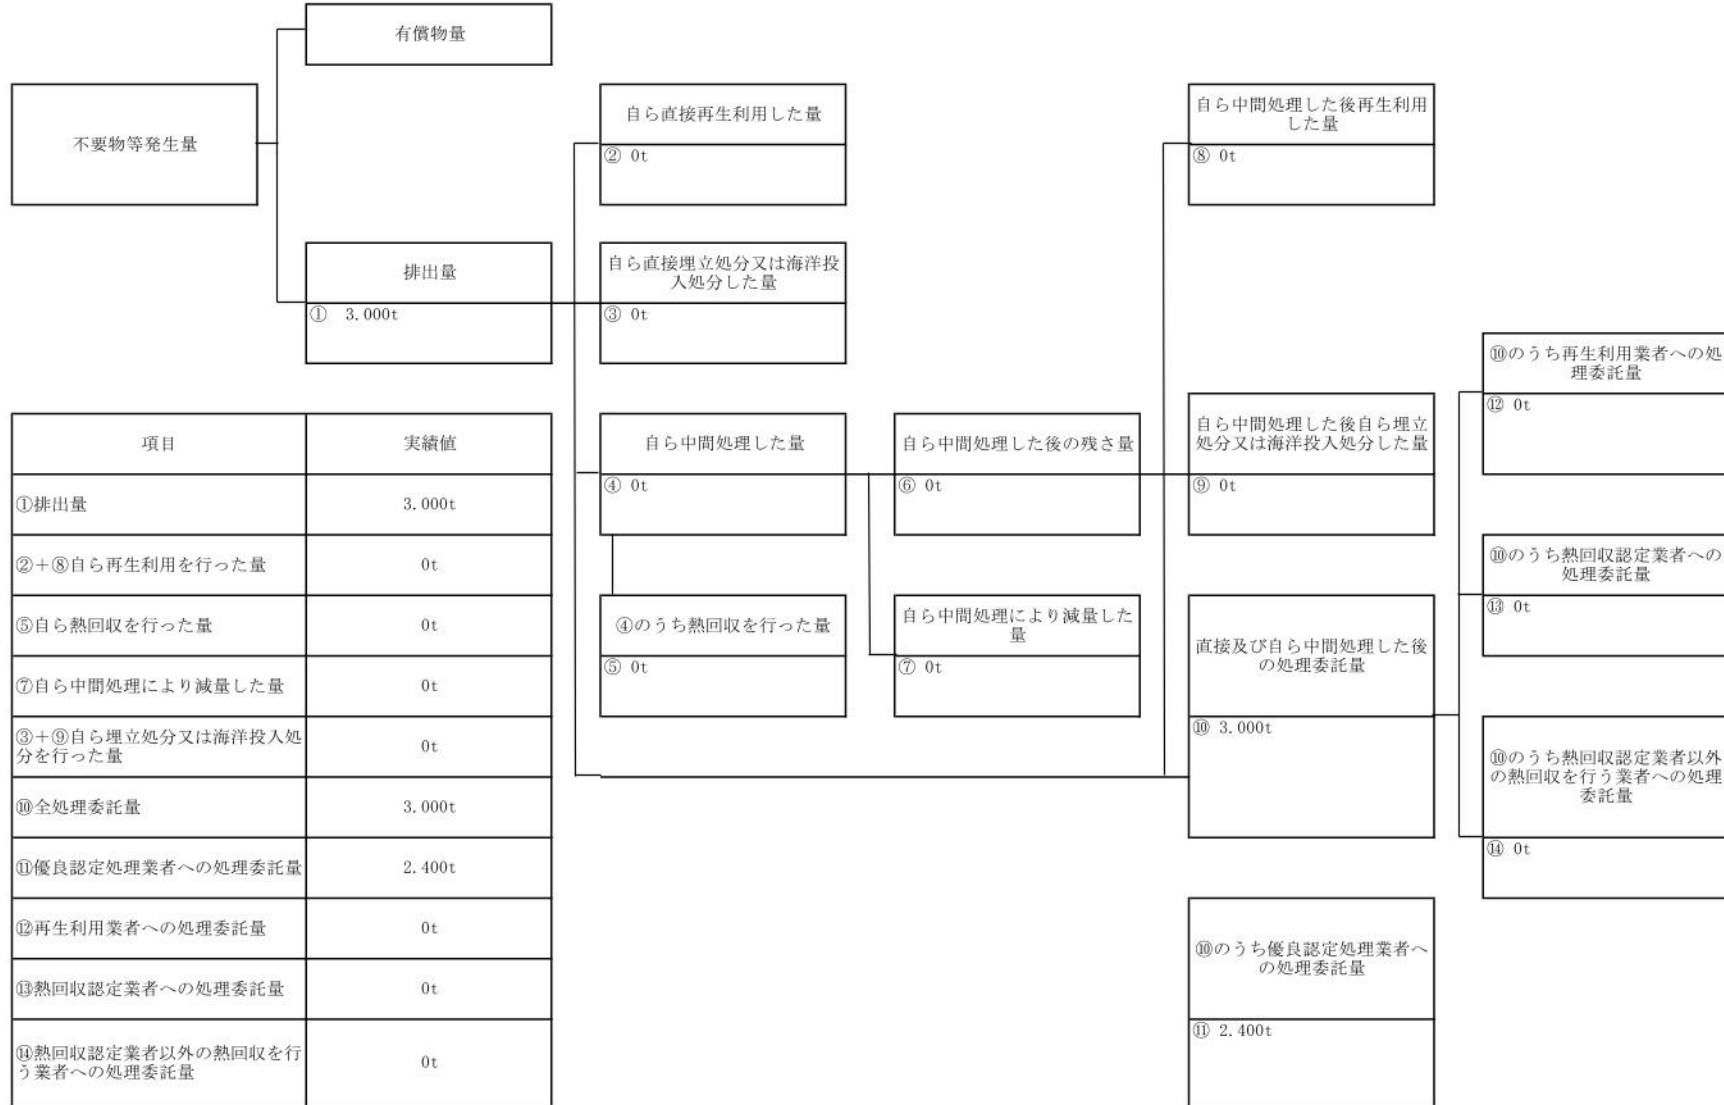 有償物量
不要物等発生量
自ら直接再生利用した量
② 0t
自ら中間処理した後再生利用
した量
⑧ 0t
排出量
① 3.000t
自ら直接埋立処分又は海洋投
入処分した量
③ 0t
⑩のうち再生利用業者への処
理委託量
⑫ 0t
自ら中間処理した量
④ 0t
自ら中間処理した後の残さ量
⑥ 0t
自ら中間処理した後自ら埋立
処分又は海洋投入処分した量
⑨ 0t
⑩のうち熱回収認定業者への
処理委託量
⑬ 0t
④のうち熱回収を行った量
⑤ 0t
自ら中間処理により減量した
量
⑦ 0t
直接及び自ら中間処理した後
の処理委託量
⑩ 3.000t
⑩のうち熱回収認定業者以外
の熱回収を行う業者への処理
委託量
⑭ 0t
⑩のうち優良認定処理業者へ
の処理委託量
⑪ 2.400t
項目 実績値
①排出量 3.000t
②＋⑧自ら再生利用を行った量 0t
⑤自ら熱回収を行った量 0t
⑦自ら中間処理により減量した量 0t
③＋⑨自ら埋立処分又は海洋投入処
分を行った量 0t
⑩全処理委託量 3.000t
⑪優良認定処理業者への処理委託量 2.400t
⑫再生利用業者への処理委託量 0t
⑬熱回収認定業者への処理委託量 0t
⑭熱回収認定業者以外の熱回収を行
う業者への処理委託量 0t